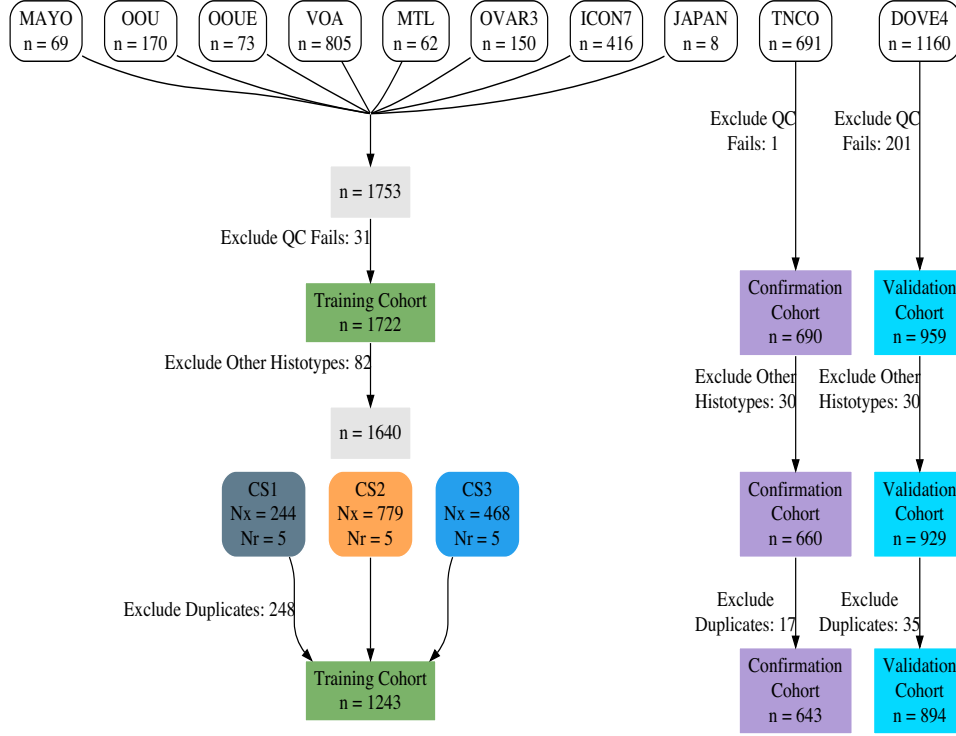 MAYO
n = 69
OOU
n = 170
OOUE
n = 73
VOA
n = 805
MTL
n = 62
OVAR3
n = 150
ICON7
n = 416
JAPAN
n = 8
TNCO
n = 691
DOVE4
n = 1160
Exclude QC
Fails: 1
Exclude QC
Fails: 201
n = 1753
Exclude QC Fails: 31
Training Cohort
n = 1722
Confirmation
Cohort
n = 690
Validation
Cohort
n = 959
Exclude Other Histotypes: 82
Exclude Other
Histotypes: 30
Exclude Other
Histotypes: 30
n = 1640
CS1
Nx = 244
Nr = 5
CS2
Nx = 779
Nr = 5
CS3
Nx = 468
Nr = 5
Confirmation
Cohort
n = 660
Validation
Cohort
n = 929
Exclude Duplicates: 248
Exclude
Duplicates: 17
Exclude
Duplicates: 35
Training Cohort
n = 1243
Confirmation
Cohort
n = 643
Validation
Cohort
n = 894